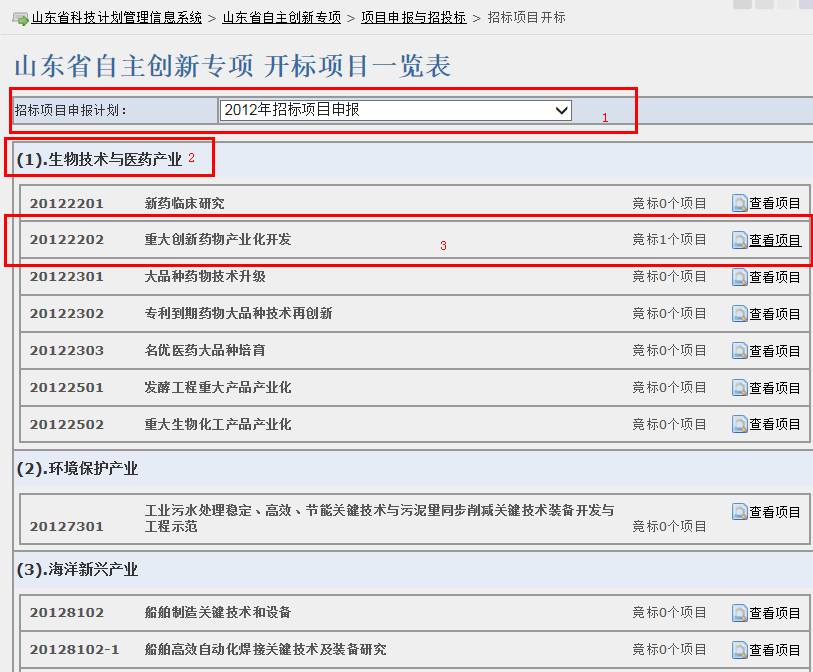 山东省科技计划管理信息系统 > 山东省自主创新专项 > 项目申报与招投标 > 招标项目开标
山东省自主创新专项 开标项目一览表
招标项目申报计划： 2012年招标项目申报 1
(1).生物技术与医药产业 2
20122201 新药临床研究 竟标0个项目 查看项目
20122202 重大创新药物产业化开发 3 竟标1个项目 查看项目
20122301 大品种药物技术升级 竟标0个项目 查看项目
20122302 专利到期药物大品种技术再创新 竟标0个项目 查看项目
20122303 名优医药大品种培育 竟标0个项目 查看项目
20122501 发酵工程重大产品产业化 竟标0个项目 查看项目
20122502 重大生物化工产品产业化 竟标0个项目 查看项目
(2).环境保护产业
工业污水处理稳定、高效、节能关键技术与污泥量同步削减关键技术装备开发与 查看项目
20127301 工程示范 竟标0个项目
(3).海洋新兴产业
20128102 船舶制造关键技术和设备 竟标0个项目 查看项目
20128102-1 船舶高效自动化焊接关键技术及装备研究 竟标0个项目 查看项目